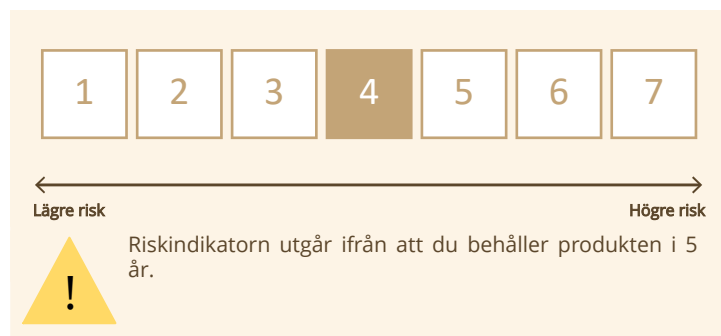 1 2 3 4 5 6 7
Lägre risk Högre risk
Riskindikatorn utgår ifrån att du behåller produkten i 5
år.
!